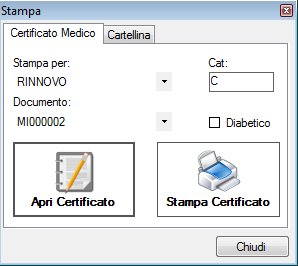 Stampa
Certificato Medico Cartellina
Stampa per: Cat:
RINNOVO C
Documento:
MI000002 Diabetico
Apri Certificato Stampa Certificato
Chiudi